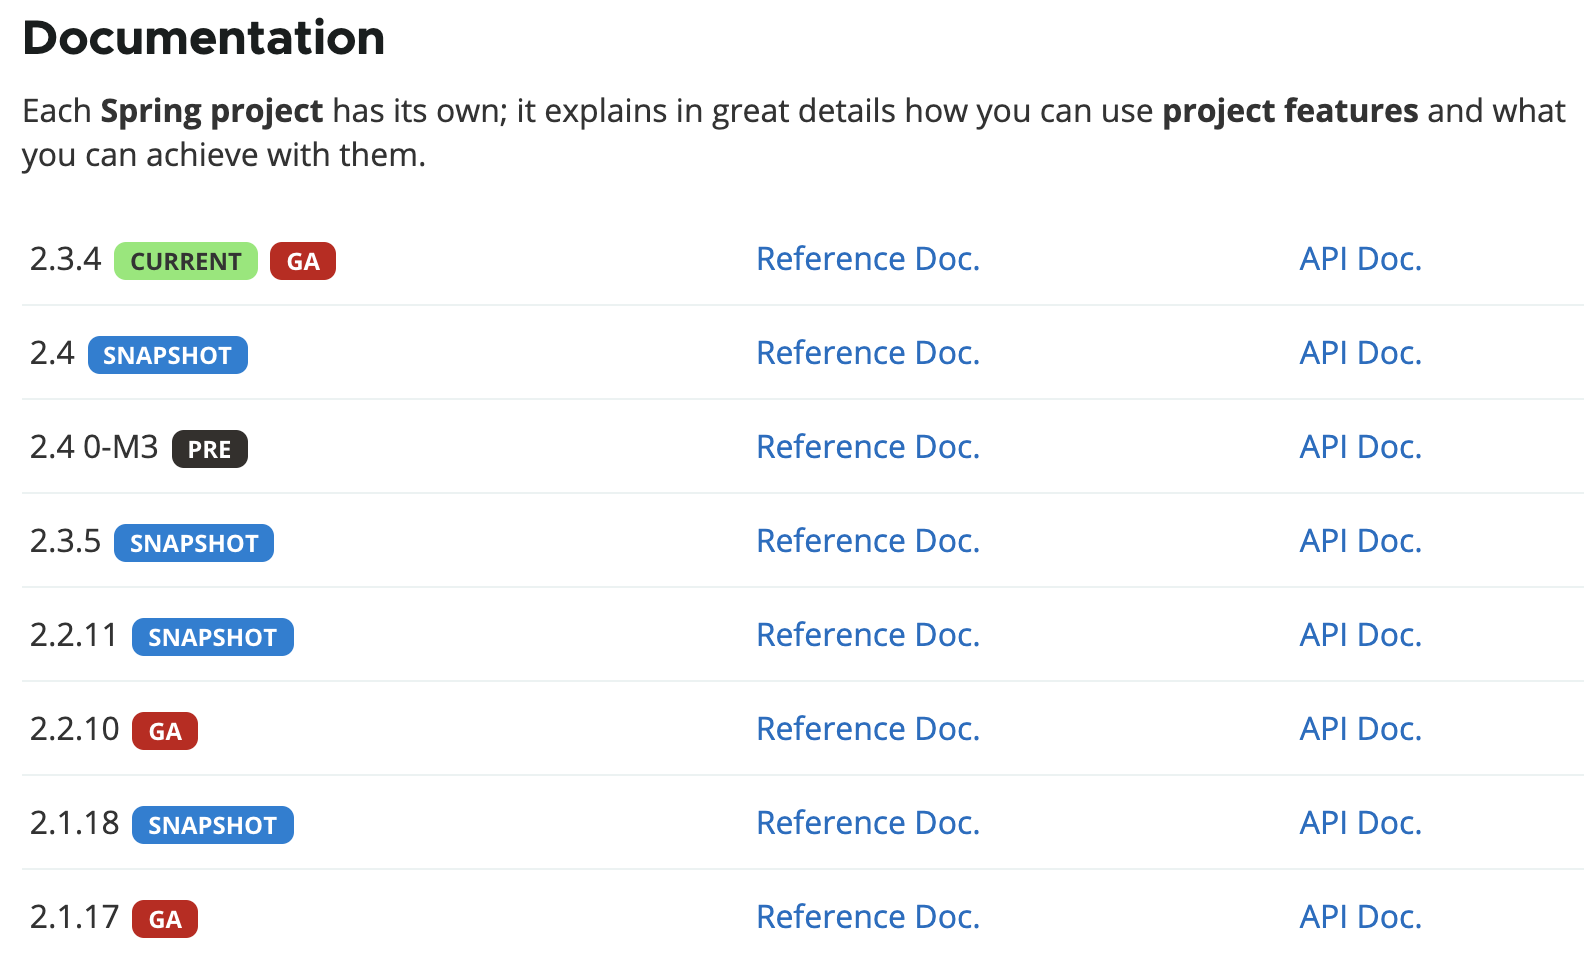 Documentation
Each Spring project has its own; it explains in great details how you can use project features and what
you can achieve with them.
2.3.4 CURRENT GA Reference Doc. API Doc.
2.4 SNAPSHOT Reference Doc. API Doc.
2.4 0-M3 PRE Reference Doc. API Doc.
2.3.5 SNAPSHOT Reference Doc. API Doc.
2.2.11 SNAPSHOT Reference Doc. API Doc.
2.2.10 GA Reference Doc. API Doc.
2.1.18 SNAPSHOT Reference Doc. API Doc.
2.1.17 GA Reference Doc. API Doc.